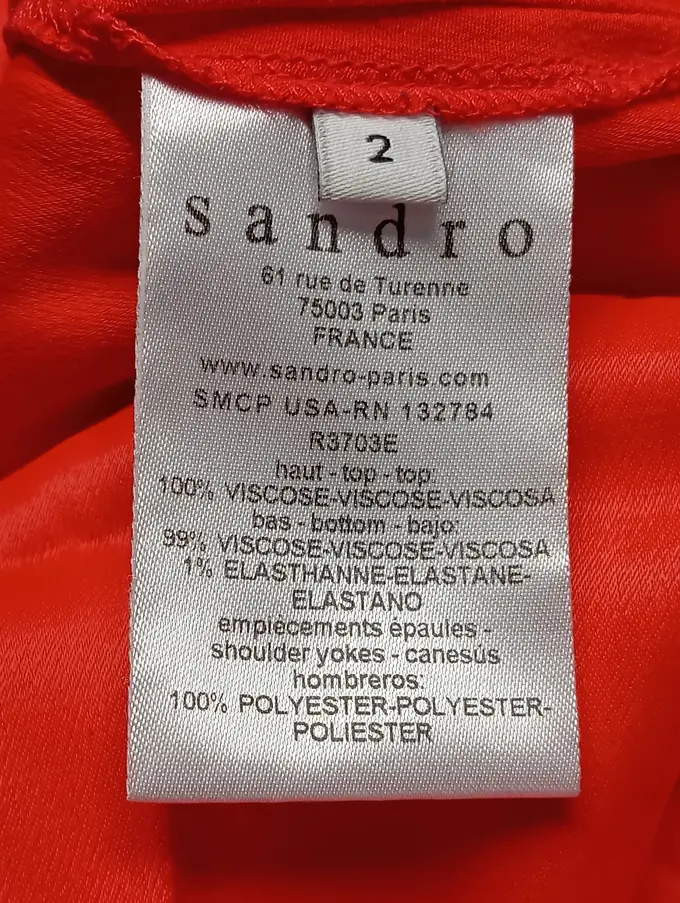 2
sandro
61 rue de Turenne
75003 Paris
FRANCE
www.sandro-paris.com
SMCP USA-RN 132784
R3703E
haut - top - top:
100% VISCOSE-VISCOSE-VISCOSA
bas - bottom - bajo:
99% VISCOSE-VISCOSE-VISCOSA
1% ELASTHANNE-ELASTANE-
ELASTANO
empiecements épaules -
shoulder yokes - canesús
hombreros:
100% POLYESTER-POLYESTER-
POLIESTER